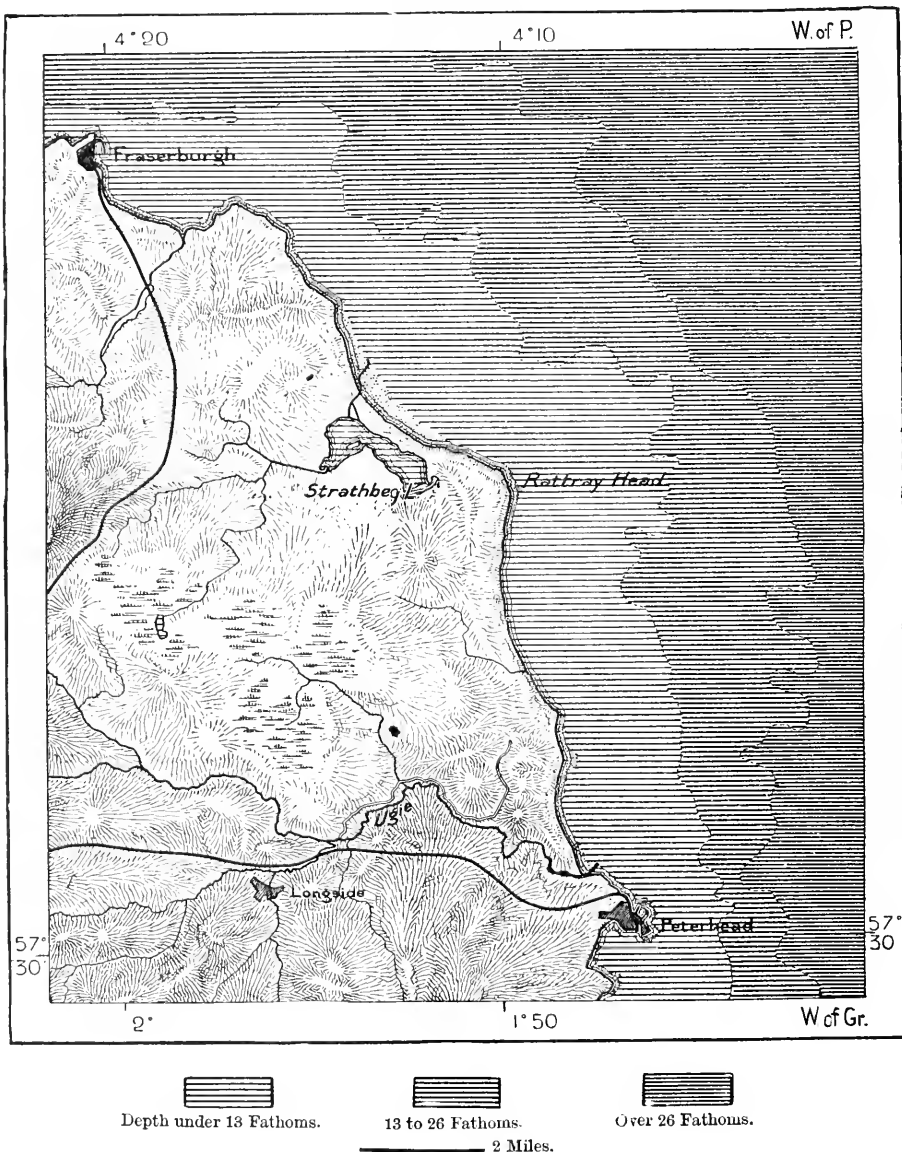 4°20
4°10
W. of P.
Fraserburgh
Strathbeg L.
Rattray Head
Ugie
Longside
Peterhead
57°
30
57°
30
2°
1°50
W of Gr.
Depth under 13 Fathoms.
13 to 26 Fathoms.
Over 26 Fathoms.
2 Miles.